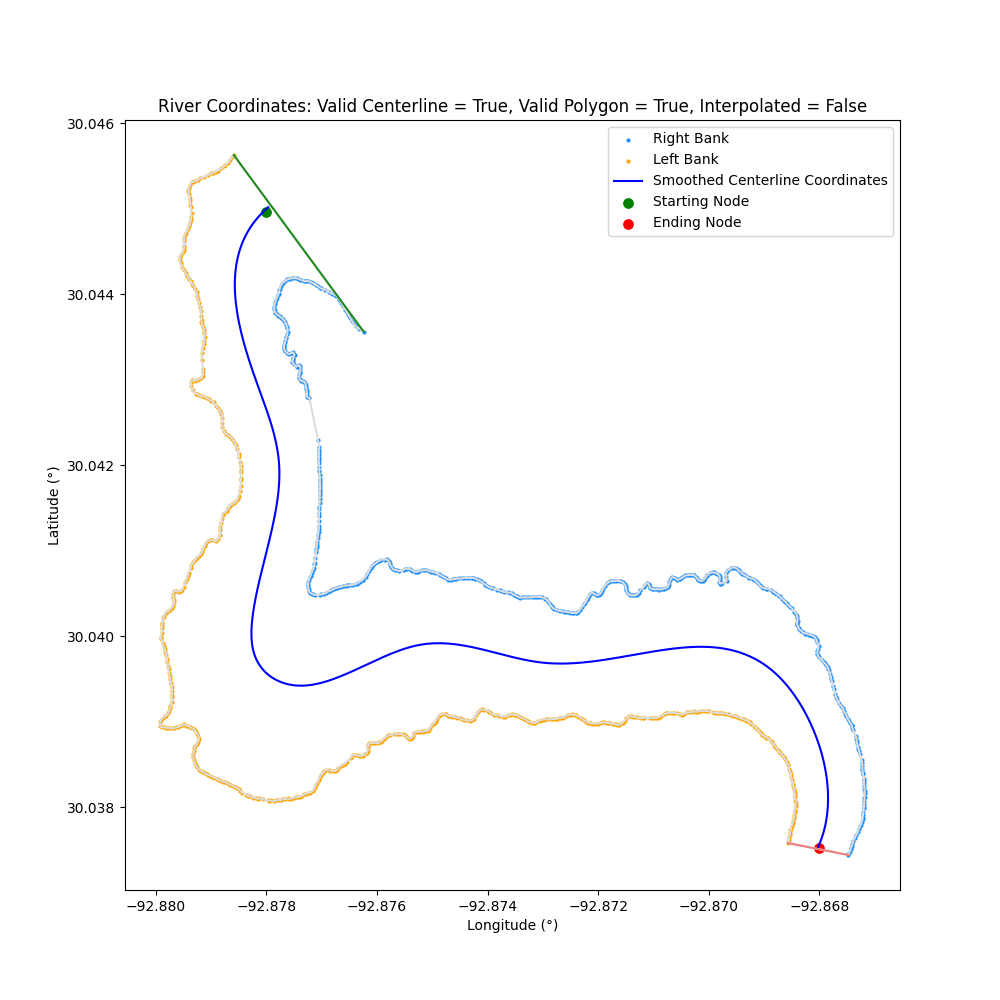 River Coordinates: Valid Centerline = True, Valid Polygon = True, Interpolated = False
Right Bank
Left Bank
Smoothed Centerline Coordinates
Starting Node
Ending Node
Latitude (°)
30.046
30.044
30.042
30.040
30.038
−92.880
−92.878
−92.876
−92.874
−92.872
−92.870
−92.868
Longitude (°)